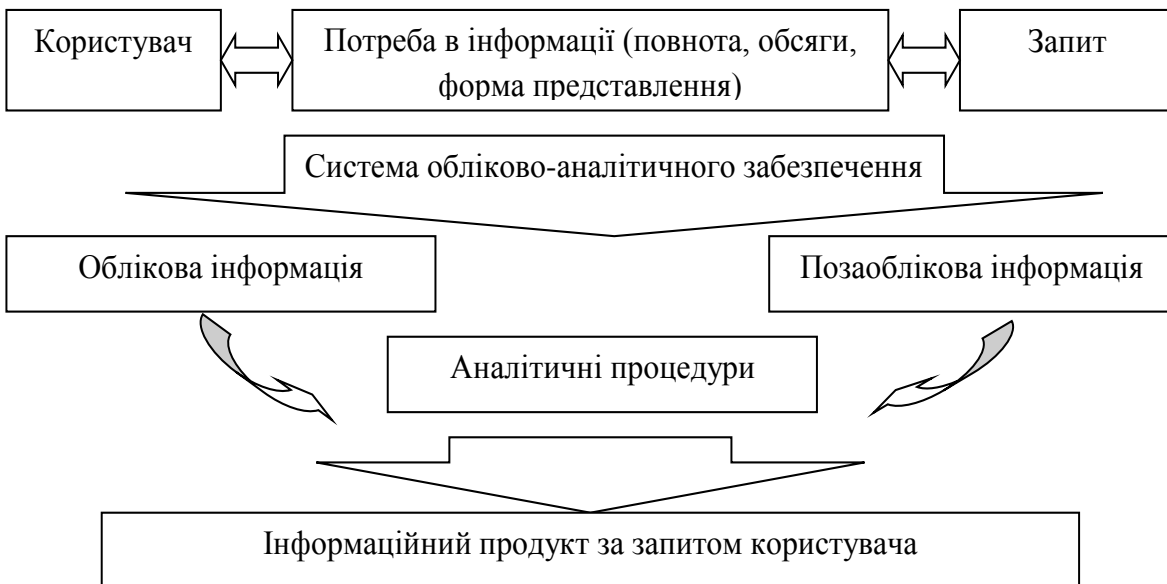 Користувач
Потреба в інформації (повнота, обсяги,
форма представлення)
Запит
Система обліково-аналітичного забезпечення
Облікова інформація
Позаоблікова інформація
Аналітичні процедури
Інформаційний продукт за запитом користувача